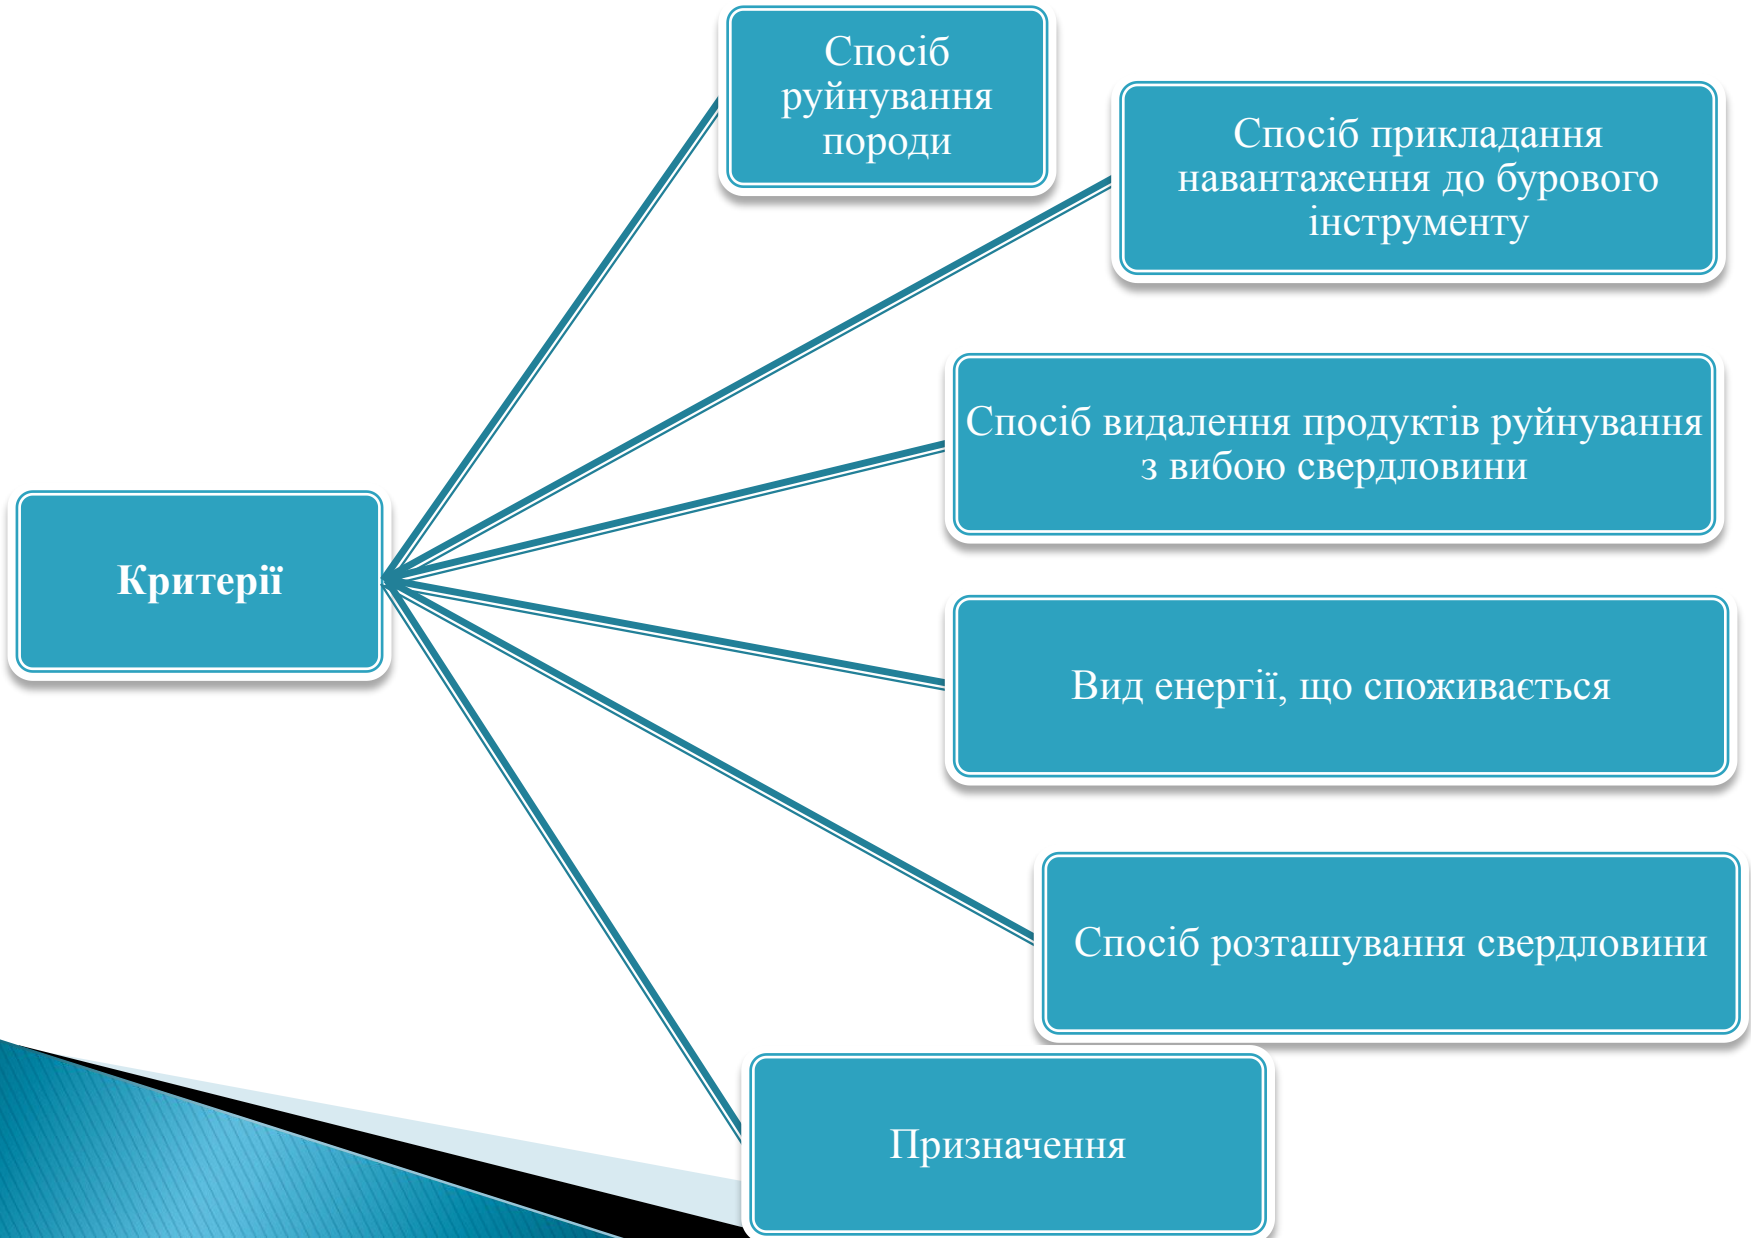 Спосіб
руйнування
породи
Спосіб прикладання
навантаження до бурового
інструменту
Спосіб видалення продуктів руйнування
з вибою свердловини
Критерії
Вид енергії, що споживається
Спосіб розташування свердловини
Призначення